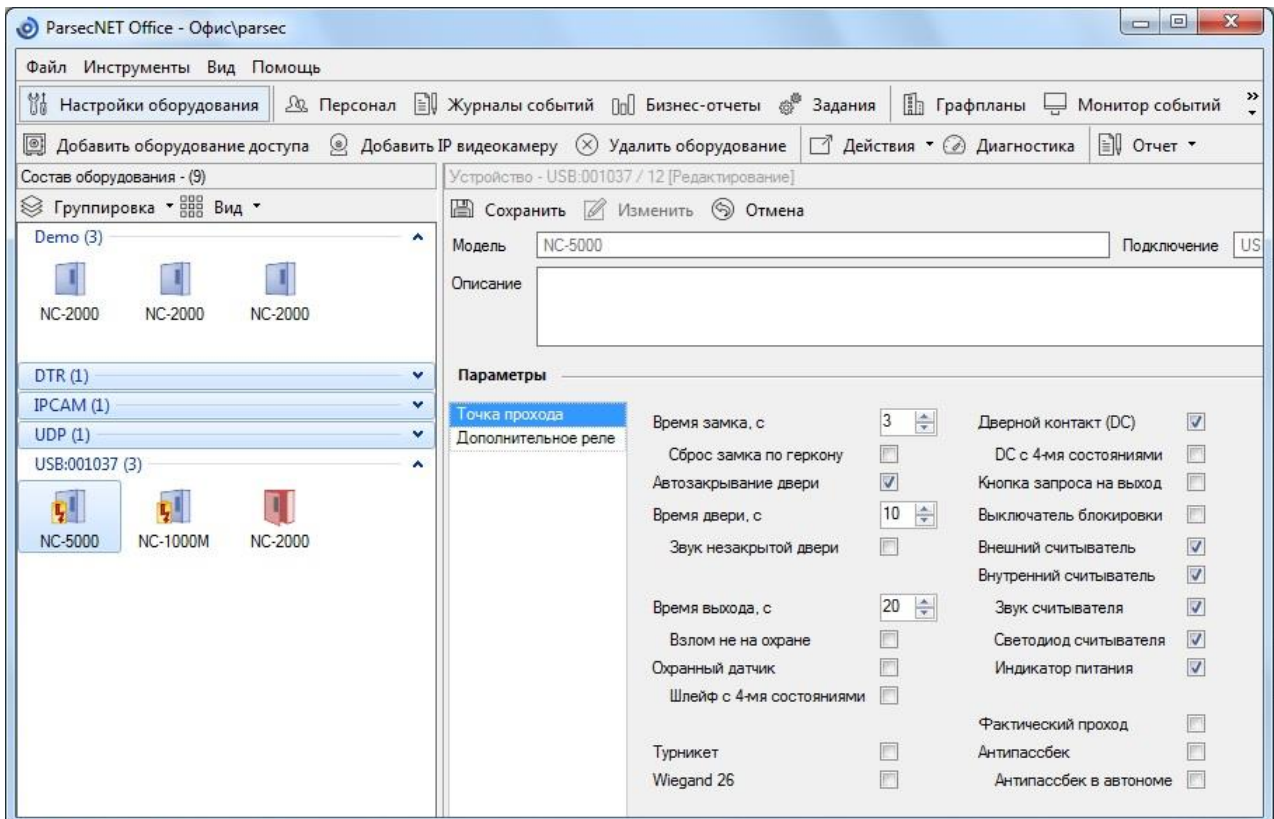 ParsecNET Office - Офис\parsec
Файл Инструменты Вид Помощь
Настройки оборудования Персонал Журналы событий Бизнес-отчеты Задания Графпланы Монитор событий
Добавить оборудование доступа Добавить IP видеокамеру Удалить оборудование Действия Диагностика Отчет
Состав оборудования - (9)
Группировка Вид
Demo (3)
NC-2000 NC-2000 NC-2000
DTR (1)
IPCAM (1)
UDP (1)
USB:001037 (3)
NC-5000 NC-1000M NC-2000
Устройство - USB:001037 / 12 [Редактирование]
Сохранить Изменить Отмена
Модель NC-5000 Подключение US
Описание
Параметры
Точка прохода
Дополнительное реле
Время замка, с 3
Сброс замка по геркону
Автозакрывание двери
Время двери, с 10
Звук незакрытой двери
Время выхода, с 20
Взлом не на охране
Охранный датчик
Шлейф с 4-мя состояниями
Турникет
Wiegand 26
Дверной контакт (DC)
DC с 4-мя состояниями
Кнопка запроса на выход
Выключатель блокировки
Внешний считыватель
Внутренний считыватель
Звук считывателя
Светодиод считывателя
Индикатор питания
Фактический проход
Антипассбек
Антипассбек в автономе